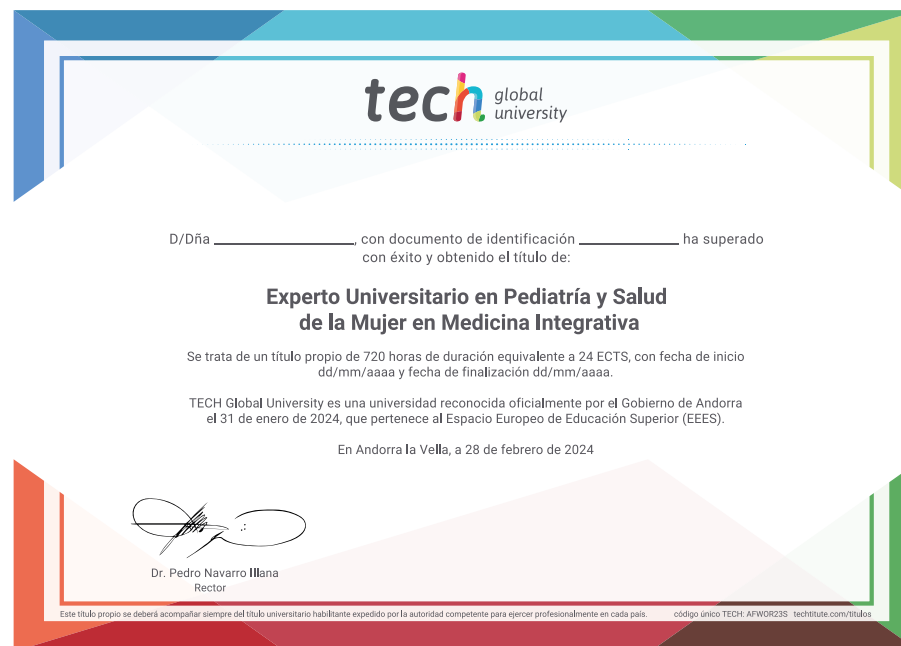 tech global
university
D/Dña ______________, con documento de identificación ____________ ha superado
con éxito y obtenido el título de:
Experto Universitario en Pediatría y Salud
de la Mujer en Medicina Integrativa
Se trata de un título propio de 720 horas de duración equivalente a 24 ECTS, con fecha de inicio
dd/mm/aaaa y fecha de finalización dd/mm/aaaa.
TECH Global University es una universidad reconocida oficialmente por el Gobierno de Andorra
el 31 de enero de 2024, que pertenece al Espacio Europeo de Educación Superior (EEES).
En Andorra la Vella, a 28 de febrero de 2024
Dr. Pedro Navarro Illana
Rector
Este título propio se deberá acompañar siempre del título universitario habilitante expedido por la autoridad competente para ejercer profesionalmente en cada país. código único TECH: AFWOR23S techtitute.com/titulos